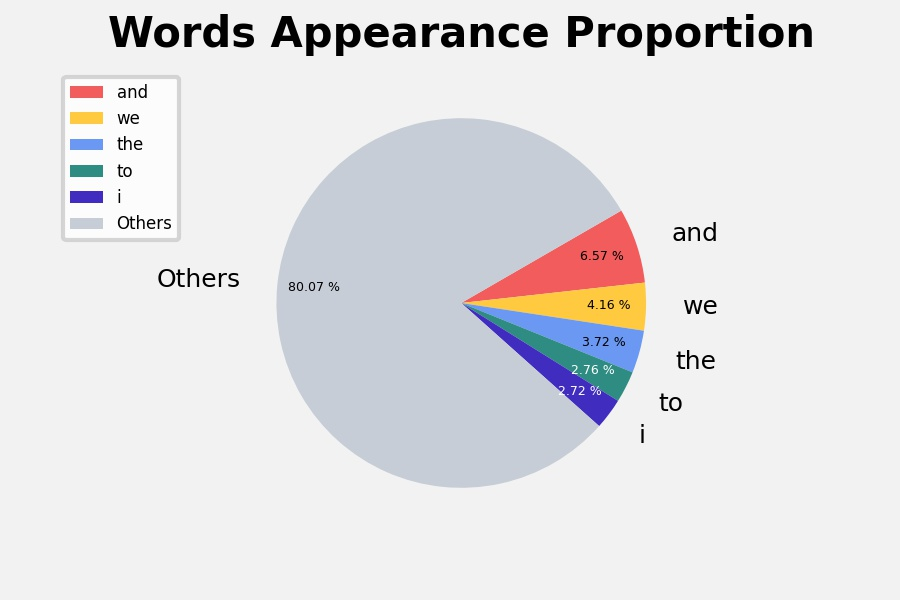 Words Appearance Proportion
and
we
the
to
i
Others
and
6.57 %
we
4.16 %
Others
80.07 %
the
3.72 %
to
2.76 %
i
2.72 %